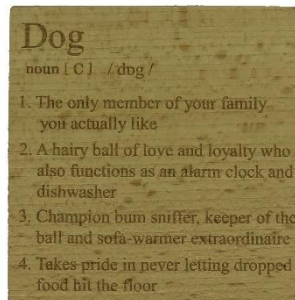 Dog
noun [ C ] / dɒg /
1. The only member of your family
you actually like
2. A hairy ball of love and loyalty who
also functions as an alarm clock and
dishwasher
3. Champion bum sniffer, keeper of the
ball and sofa-warmer extraordinaire
4. Takes pride in never letting dropped
food hit the floor